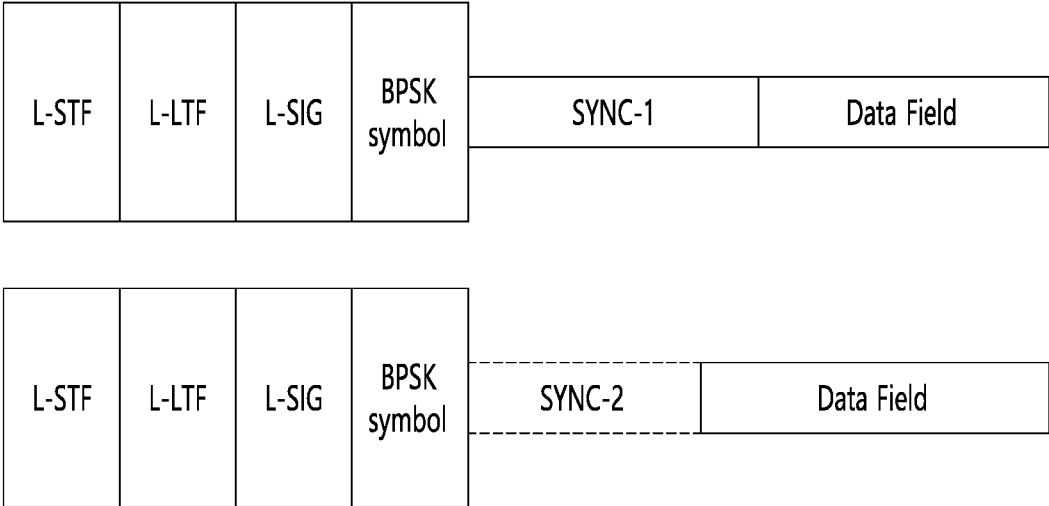 L-STF
L-LTF
L-SIG
BPSK
symbol
SYNC-1
Data Field
L-STF
L-LTF
L-SIG
BPSK
symbol
SYNC-2
Data Field